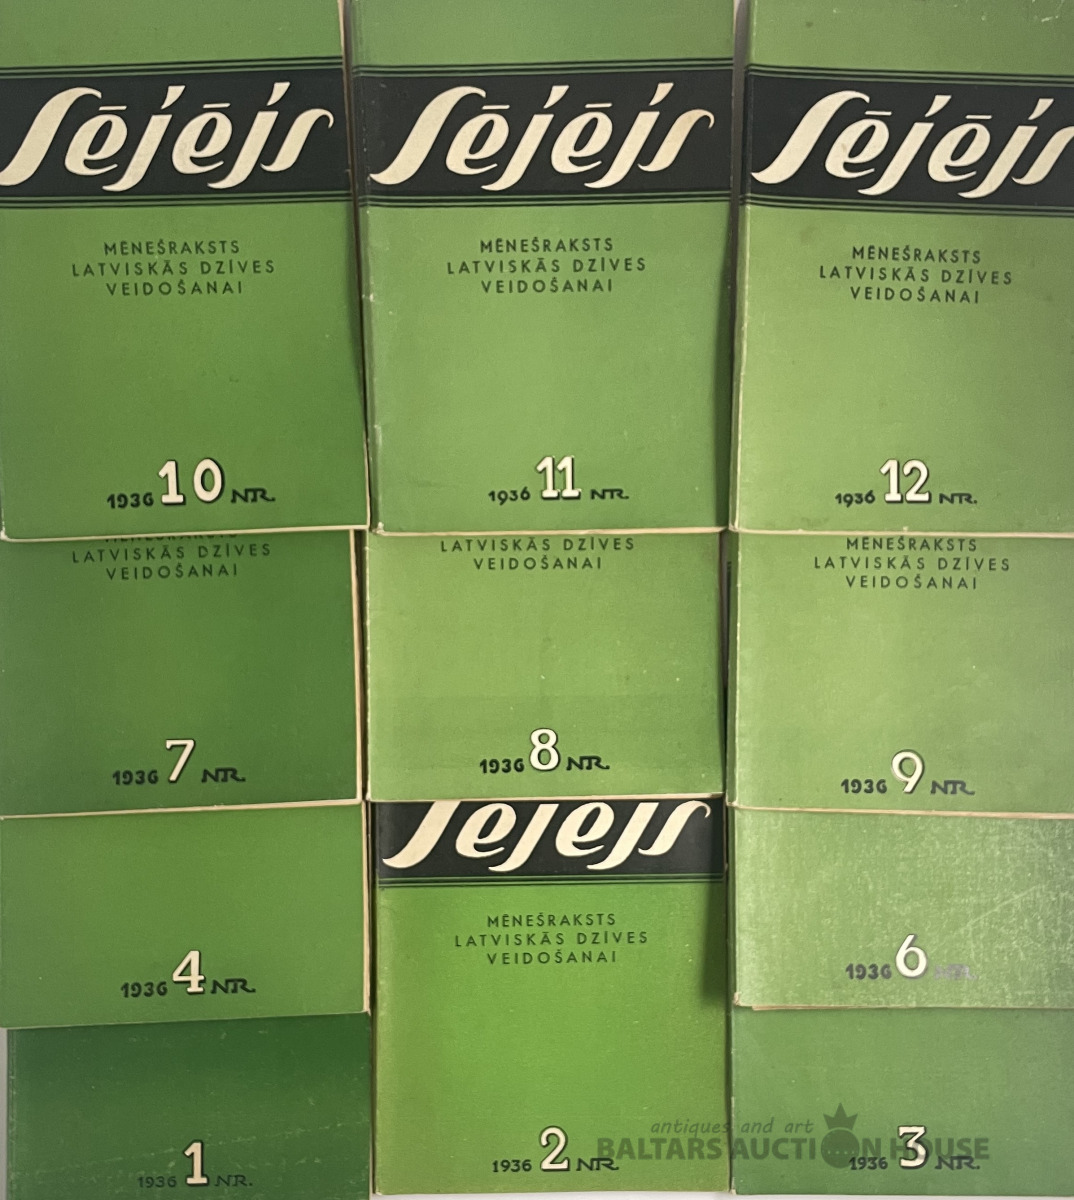 Sējējs
MĒNEŠRAKSTS
LATVISKĀS DZĪVES
VEIDOŠANAI
1936 10 NR.
Sējējs
MĒNEŠRAKSTS
LATVISKĀS DZĪVES
VEIDOŠANAI
1936 11 NR.
Sējējs
MĒNEŠRAKSTS
LATVISKĀS DZĪVES
VEIDOŠANAI
1936 12 NR.
MĒNEŠRAKSTS
LATVISKĀS DZĪVES
VEIDOŠANAI
1936 7 NR.
LATVISKĀS DZĪVES
VEIDOŠANAI
1936 8 NR.
MĒNEŠRAKSTS
LATVISKĀS DZĪVES
VEIDOŠANAI
1936 9 NR.
1936 4 NR.
Sējējs
MĒNEŠRAKSTS
LATVISKĀS DZĪVES
VEIDOŠANAI
1936 2 NR.
1936 6 NR.
1936 1 NR.
1936 3 NR.
antiques and art
BALTARS AUCTION HOUSE